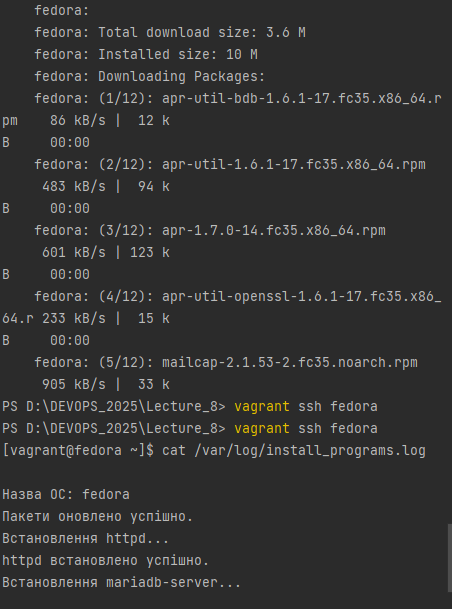 fedora:
fedora: Total download size: 3.6 M
fedora: Installed size: 10 M
fedora: Downloading Packages:
fedora: (1/12): apr-util-bdb-1.6.1-17.fc35.x86_64.r
pm    86 kB/s |  12 k
B     00:00
fedora: (2/12): apr-util-1.6.1-17.fc35.x86_64.rpm
483 kB/s |  94 k
B     00:00
fedora: (3/12): apr-1.7.0-14.fc35.x86_64.rpm
601 kB/s | 123 k
B     00:00
fedora: (4/12): apr-util-openssl-1.6.1-17.fc35.x86_
64.r 233 kB/s |  15 k
B     00:00
fedora: (5/12): mailcap-2.1.53-2.fc35.noarch.rpm
905 kB/s |  33 k
PS D:\DEVOPS_2025\Lecture_8> vagrant ssh fedora
PS D:\DEVOPS_2025\Lecture_8> vagrant ssh fedora
[vagrant@fedora ~]$ cat /var/log/install_programs.log
Назва ОС: fedora
Пакети оновлено успішно.
Встановлення httpd...
httpd встановлено успішно.
Встановлення mariadb-server...